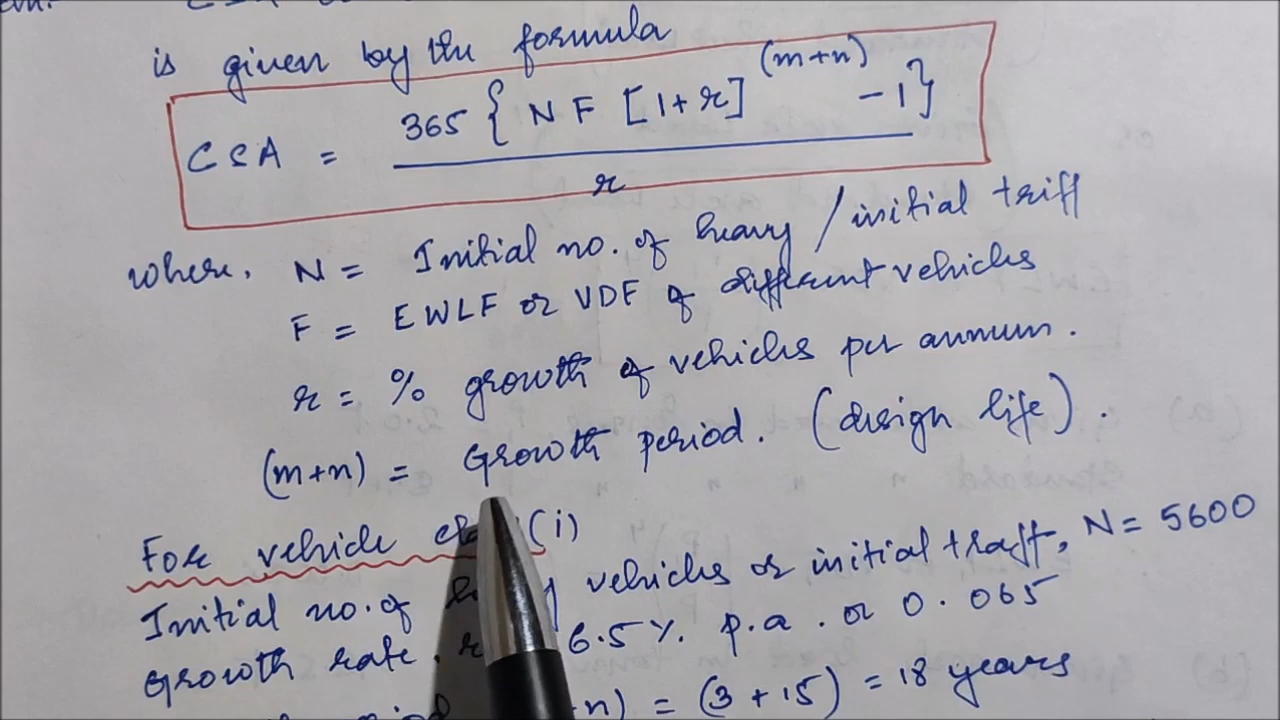 is given by the formula
CSA = 365 { N F [1+r]^(m+n) -1} / r
where, N = Initial no. of heavy / initial triff
F = EWLF or VDF of different vehicles
r = % growth of vehicles per annum.
(m+n) = Growth period. (design life).
For vehicle (i)
Initial no. of vehicles or initial traff, N = 5600
Growth rate, r 6.5%. p.a. or 0.065
n) = (3 + 15) = 18 years